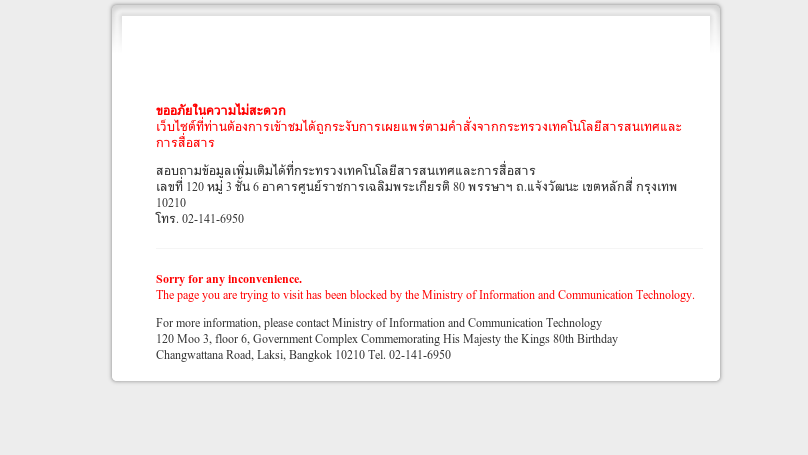 ขออภัยในความไม่สะดวก
เว็บไซต์ที่ท่านต้องการเข้าชมได้ถูกระงับการเผยแพร่ตามคำสั่งจากกระทรวงเทคโนโลยีสารสนเทศและ
การสื่อสาร
สอบถามข้อมูลเพิ่มเติมได้ที่กระทรวงเทคโนโลยีสารสนเทศและการสื่อสาร
เลขที่ 120 หมู่ 3 ชั้น 6 อาคารศูนย์ราชการเฉลิมพระเกียรติ 80 พรรษาฯ ถ.แจ้งวัฒนะ เขตหลักสี่ กรุงเทพ
10210
โทร. 02-141-6950
Sorry for any inconvenience.
The page you are trying to visit has been blocked by the Ministry of Information and Communication Technology.
For more information, please contact Ministry of Information and Communication Technology
120 Moo 3, floor 6, Government Complex Commemorating His Majesty the Kings 80th Birthday
Changwattana Road, Laksi, Bangkok 10210 Tel. 02-141-6950